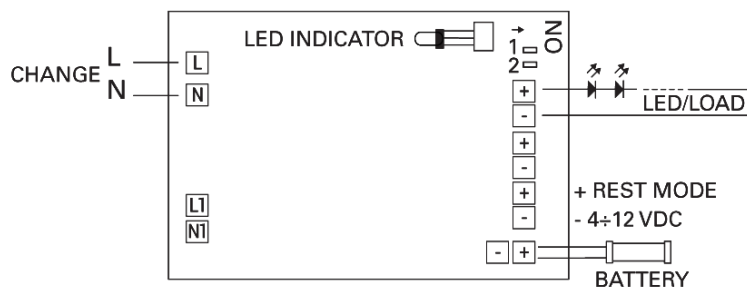 LED INDICATOR
→
1
2
ON
CHANGE
L
N
L
N
+
-
LED/LOAD
+
-
L1
N1
+
-
+ REST MODE
- 4÷12 VDC
- +
BATTERY